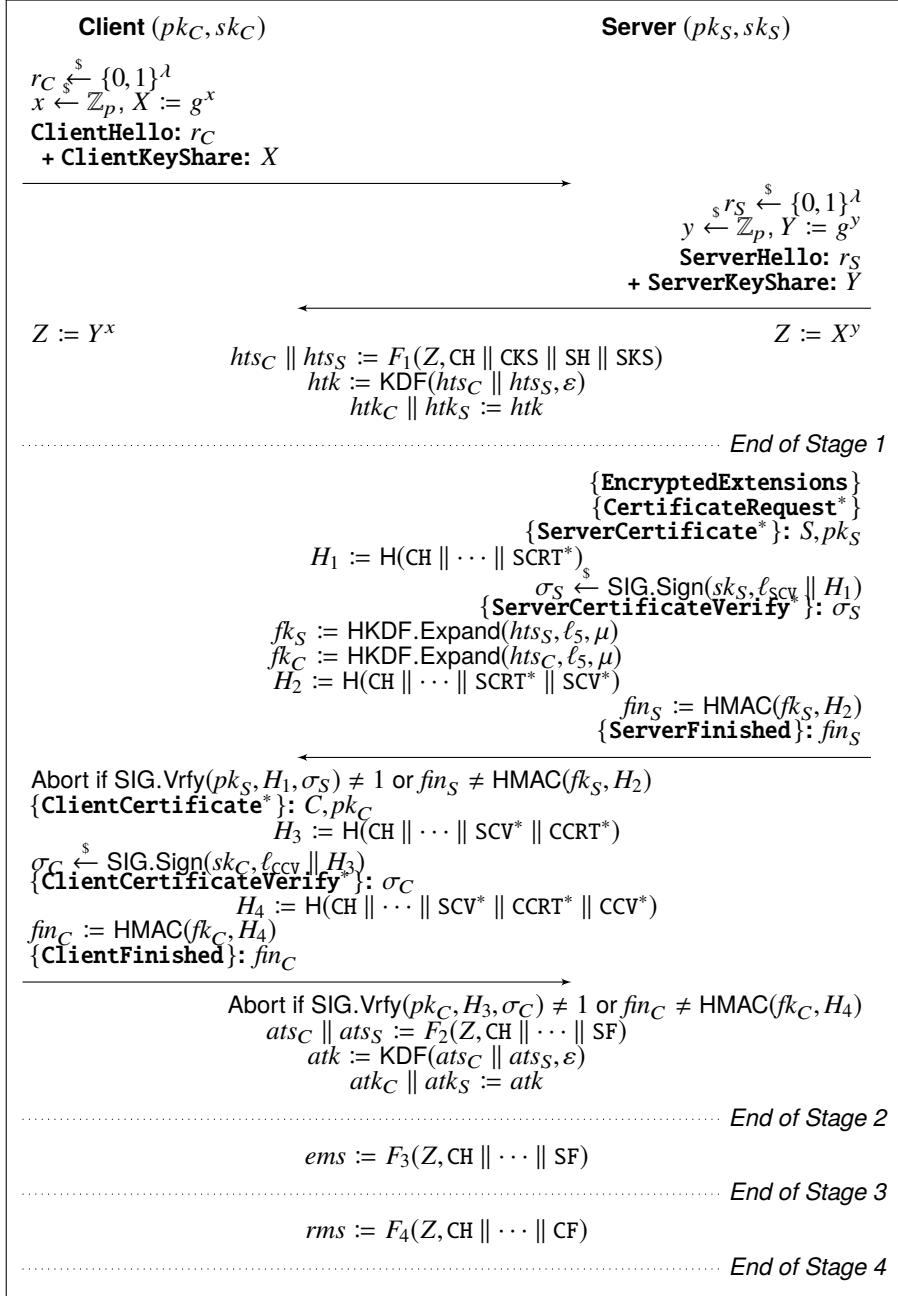 Client (pk_C, sk_C) Server (pk_S, sk_S)
r_C ←$ {0,1}^λ
x ←$ ℤ_p, X := g^x
ClientHello: r_C
+ ClientKeyShare: X
r_S ←$ {0,1}^λ
y ←$ ℤ_p, Y := g^y
ServerHello: r_S
+ ServerKeyShare: Y
Z := Y^x Z := X^y
hts_C ∥ hts_S := F_1(Z, CH ∥ CKS ∥ SH ∥ SKS)
htk := KDF(hts_C ∥ hts_S, ε)
htk_C ∥ htk_S := htk
End of Stage 1
{EncryptedExtensions}
{CertificateRequest*}
{ServerCertificate*}: S, pk_S
H_1 := H(CH ∥ ··· ∥ SCRT*)
σ_S ←$ SIG.Sign(sk_S, ℓ_SCV ∥ H_1)
{ServerCertificateVerify*}: σ_S
fk_S := HKDF.Expand(hts_S, ℓ_5, μ)
fk_C := HKDF.Expand(hts_C, ℓ_5, μ)
H_2 := H(CH ∥ ··· ∥ SCRT* ∥ SCV*)
fin_S := HMAC(fk_S, H_2)
{ServerFinished}: fin_S
Abort if SIG.Vrfy(pk_S, H_1, σ_S) ≠ 1 or fin_S ≠ HMAC(fk_S, H_2)
{ClientCertificate*}: C, pk_C
H_3 := H(CH ∥ ··· ∥ SCV* ∥ CCRT*)
σ_C ←$ SIG.Sign(sk_C, ℓ_CCV ∥ H_3)
{ClientCertificateVerify*}: σ_C
H_4 := H(CH ∥ ··· ∥ SCV* ∥ CCRT* ∥ CCV*)
fin_C := HMAC(fk_C, H_4)
{ClientFinished}: fin_C
Abort if SIG.Vrfy(pk_C, H_3, σ_C) ≠ 1 or fin_C ≠ HMAC(fk_C, H_4)
ats_C ∥ ats_S := F_2(Z, CH ∥ ··· ∥ SF)
atk := KDF(ats_C ∥ ats_S, ε)
atk_C ∥ atk_S := atk
End of Stage 2
ems := F_3(Z, CH ∥ ··· ∥ SF)
End of Stage 3
rms := F_4(Z, CH ∥ ··· ∥ CF)
End of Stage 4